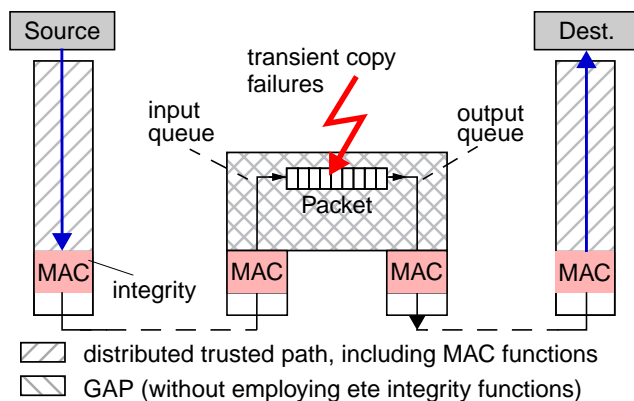 Source
Dest.
transient copy
failures
input
queue
output
queue
Packet
MAC
MAC
MAC
MAC
integrity
distributed trusted path, including MAC functions
GAP (without employing ete integrity functions)